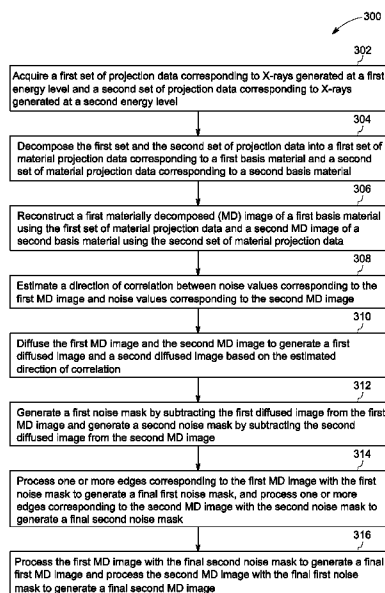 300
302
Acquire a first set of projection data corresponding to X-rays generated at a first
energy level and a second set of projection data corresponding to X-rays
generated at a second energy level
304
Decompose the first set and the second set of projection data into a first set of
material projection data corresponding to a first basis material and a second
set of material projection data corresponding to a second basis material
306
Reconstruct a first materially decomposed (MD) image of a first basis material
using the first set of material projection data and a second MD image of a
second basis material using the second set of material projection data
308
Estimate a direction of correlation between noise values corresponding to the
first MD image and noise values corresponding to the second MD image
310
Diffuse the first MD image and the second MD image to generate a first
diffused image and a second diffused image based on the estimated
direction of correlation
312
Generate a first noise mask by subtracting the first diffused image from the first
MD image and generate a second noise mask by subtracting the second
diffused image from the second MD image
314
Process one or more edges corresponding to the first MD image with the first
noise mask to generate a final first noise mask, and process one or more
edges corresponding to the second MD image with the second noise mask to
generate a final second noise mask
316
Process the first MD image with the final second noise mask to generate a final
first MD image and process the second MD image with the final first noise
mask to generate a final second MD image